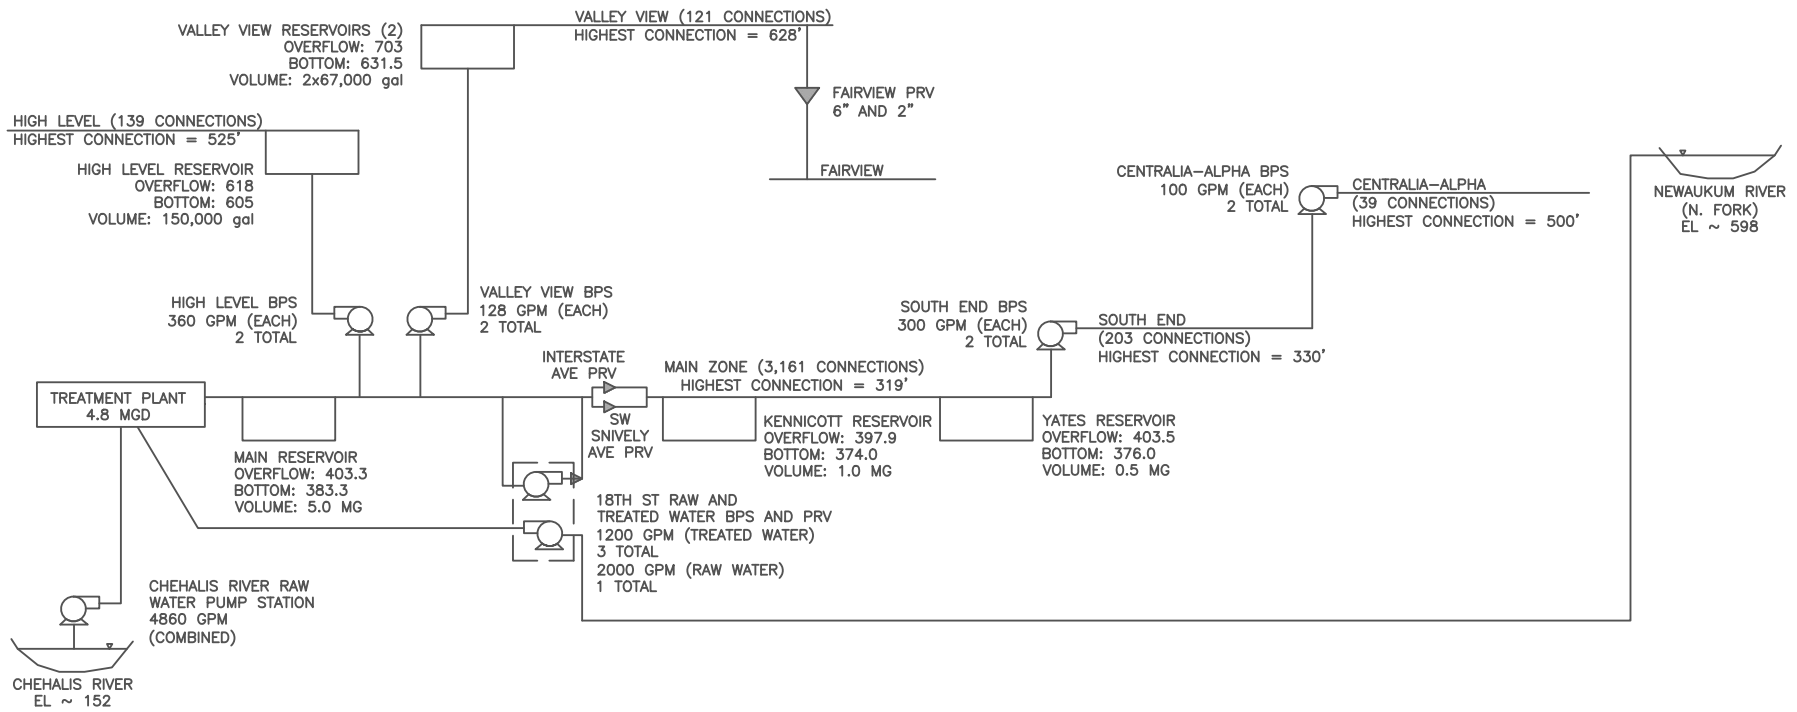 VALLEY VIEW RESERVOIRS (2)
OVERFLOW: 703
BOTTOM: 631.5
VOLUME: 2x67,000 gal
VALLEY VIEW (121 CONNECTIONS)
HIGHEST CONNECTION = 628'
FAIRVIEW PRV
6" AND 2"
FAIRVIEW
HIGH LEVEL (139 CONNECTIONS)
HIGHEST CONNECTION = 525'
HIGH LEVEL RESERVOIR
OVERFLOW: 618
BOTTOM: 605
VOLUME: 150,000 gal
CENTRALIA-ALPHA BPS
100 GPM (EACH)
2 TOTAL
CENTRALIA-ALPHA
(39 CONNECTIONS)
HIGHEST CONNECTION = 500'
NEWAUKUM RIVER
(N. FORK)
EL ~ 598
HIGH LEVEL BPS
360 GPM (EACH)
2 TOTAL
VALLEY VIEW BPS
128 GPM (EACH)
2 TOTAL
SOUTH END BPS
300 GPM (EACH)
2 TOTAL
SOUTH END
(203 CONNECTIONS)
HIGHEST CONNECTION = 330'
INTERSTATE
AVE PRV
SW
SNIVELY
AVE PRV
MAIN ZONE (3,161 CONNECTIONS)
HIGHEST CONNECTION = 319'
TREATMENT PLANT
4.8 MGD
MAIN RESERVOIR
OVERFLOW: 403.3
BOTTOM: 383.3
VOLUME: 5.0 MG
KENNICOTT RESERVOIR
OVERFLOW: 397.9
BOTTOM: 374.0
VOLUME: 1.0 MG
YATES RESERVOIR
OVERFLOW: 403.5
BOTTOM: 376.0
VOLUME: 0.5 MG
18TH ST RAW AND
TREATED WATER BPS AND PRV
1200 GPM (TREATED WATER)
3 TOTAL
2000 GPM (RAW WATER)
1 TOTAL
CHEHALIS RIVER RAW
WATER PUMP STATION
4860 GPM
(COMBINED)
CHEHALIS RIVER
EL ~ 152